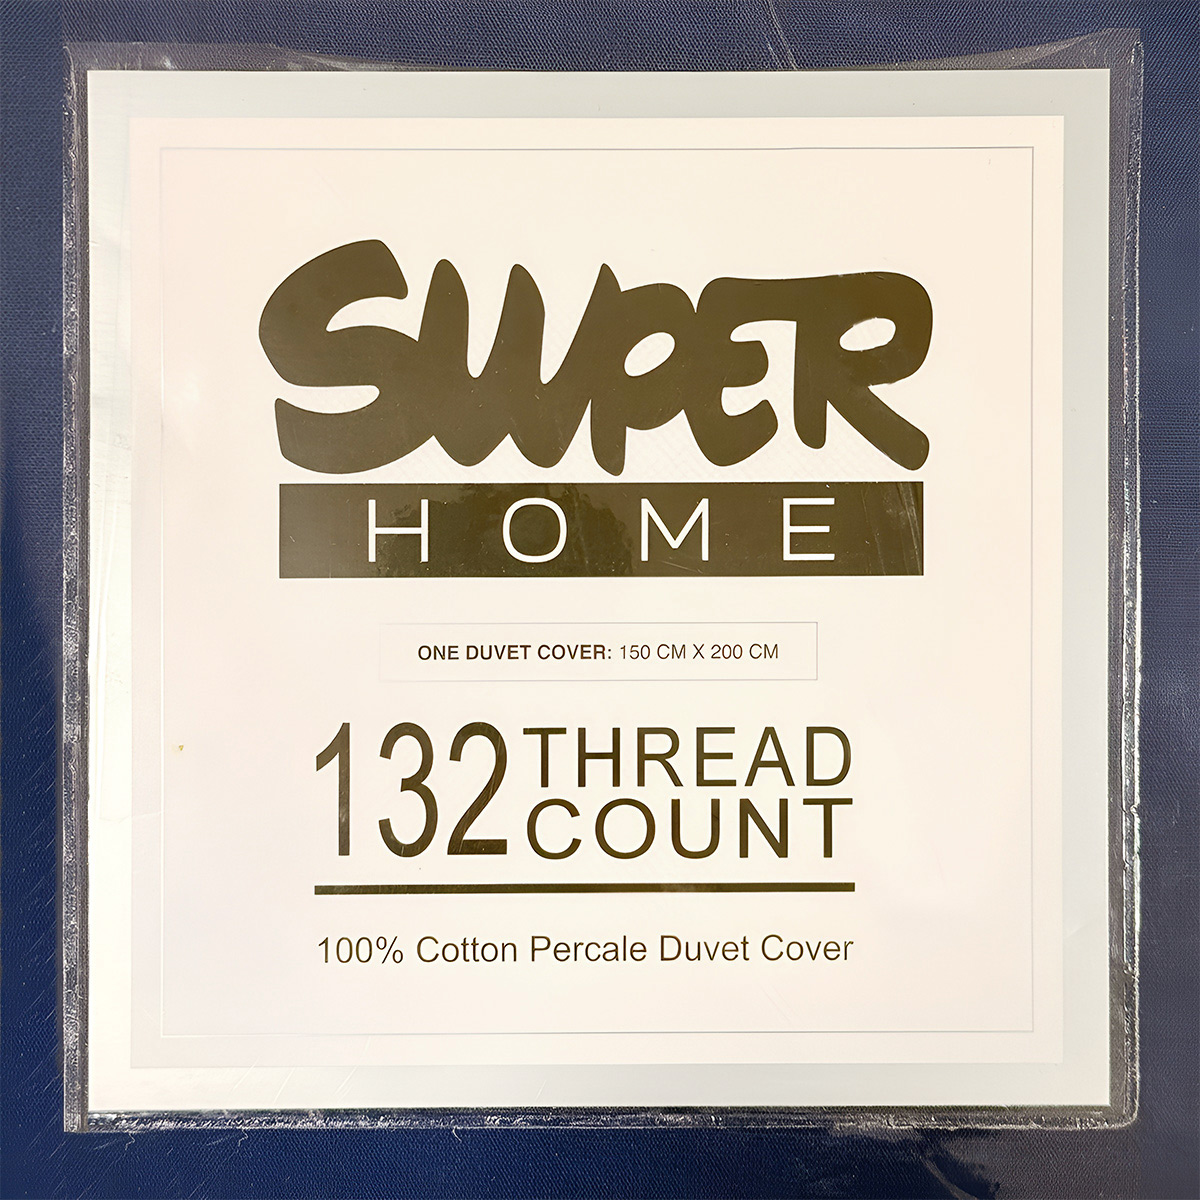 SUPER
HOME
ONE DUVET COVER: 150 CM X 200 CM
132 THREAD
COUNT
100% Cotton Percale Duvet Cover